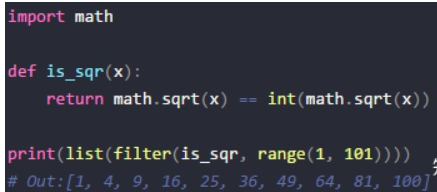 import math
def is_sqr(x):
    return math.sqrt(x) == int(math.sqrt(x))
print(list(filter(is_sqr, range(1, 101))))
# Out:[1, 4, 9, 16, 25, 36, 49, 64, 81, 100]